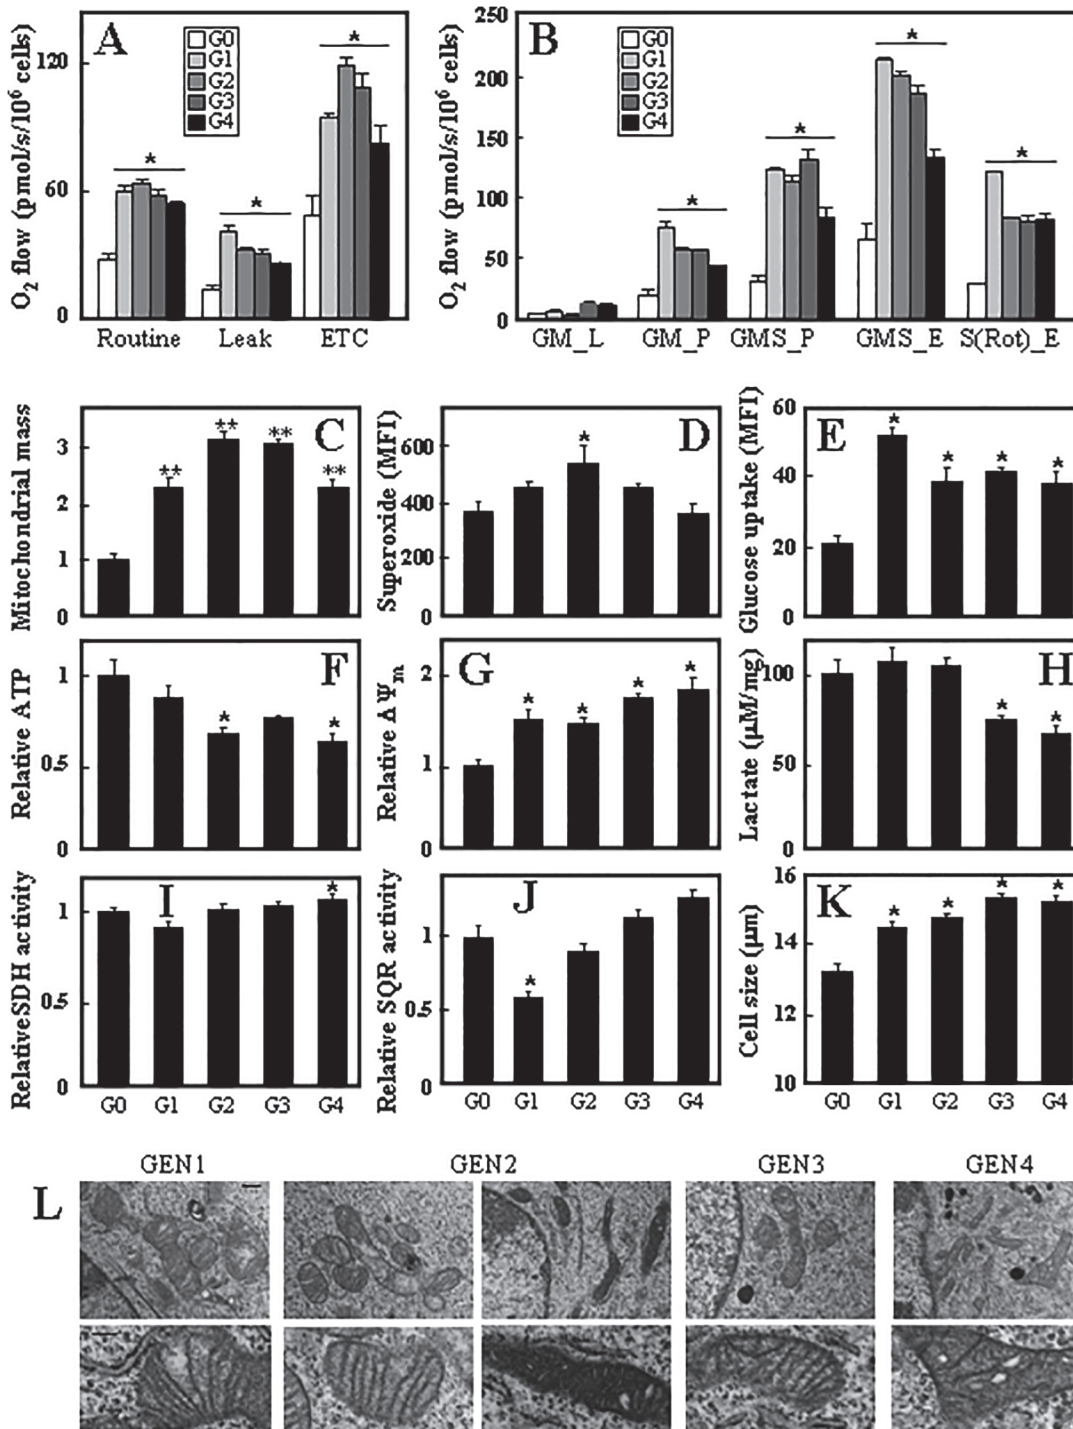 A
B
O2 flow (pmol/s/10^6 cells)
120
60
0
G0
G1
G2
G3
G4
*
*
*
Routine
Leak
ETC
O2 flow (pmol/s/10^6 cells)
250
200
150
100
50
0
G0
G1
G2
G3
G4
*
*
*
*
GM_L
GM_P
GMS_P
GMS_E
S(Rot)_E
C
Mitochondrial mass
3
2
1
0
**
**
**
**
D
Superoxide (MFI)
600
400
200
0
*
E
Glucose uptake (MFI)
60
40
20
0
*
*
*
*
F
Relative ATP
1
0.5
0
*
*
G
Relative ΔΨm
2
1
0
*
*
*
*
H
Lactate (μM/mg)
100
50
0
*
*
I
RelativeSDH activity
1
0.5
0
*
G0 G1 G2 G3 G4
J
Relative SQR activity
1
0.5
0
*
G0 G1 G2 G3 G4
K
Cell size (μm)
16
14
12
10
*
*
*
*
G0 G1 G2 G3 G4
L
GEN1
GEN2
GEN3
GEN4